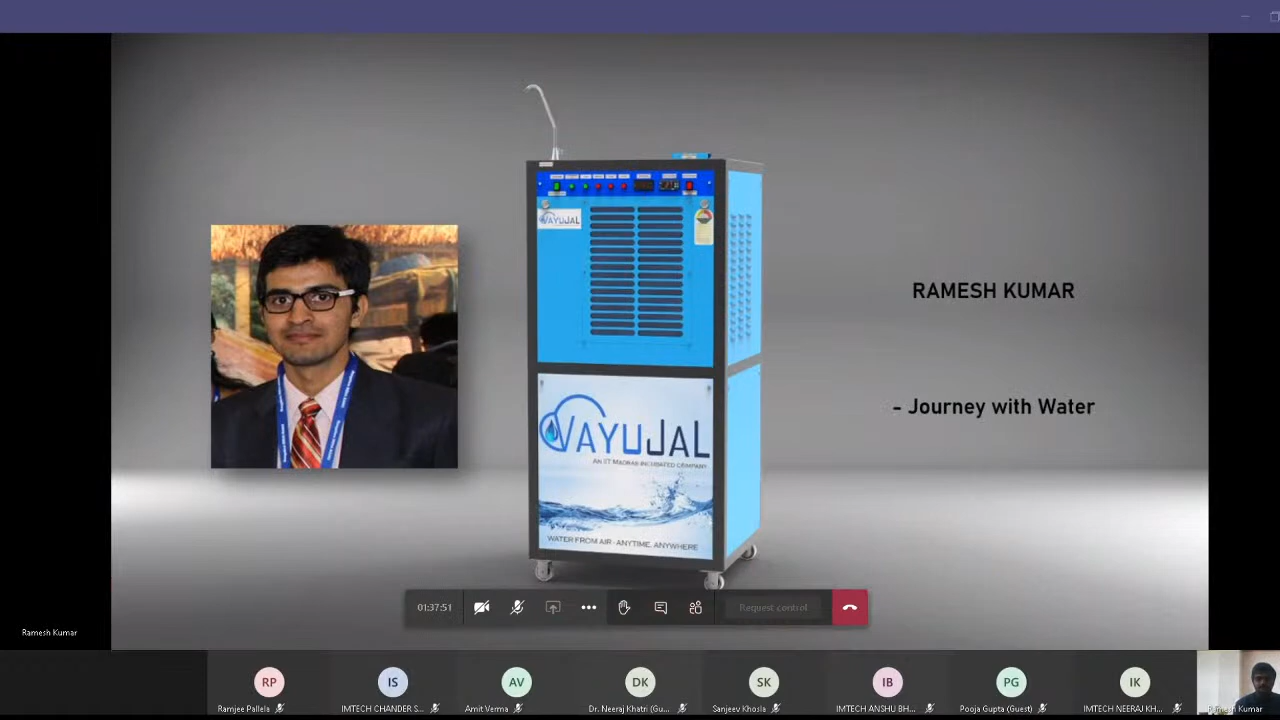 VAYUJAL
RAMESH KUMAR
- Journey with Water
VAYUJAL
AN IIT MADRAS INCUBATED COMPANY
WATER FROM AIR - ANYTIME, ANYWHERE
01:37:51
Request control
Ramesh Kumar
RP
IS
AV
DK
SK
IB
PG
IK
Ramjee Pallela
IMTECH CHANDER S...
Amit Verma
Dr. Neeraj Khatri (Gu...
Sanjeev Khosla
IMTECH ANSHU BH...
Pooja Gupta (Guest)
IMTECH NEERAJ KH...
Ramesh Kumar